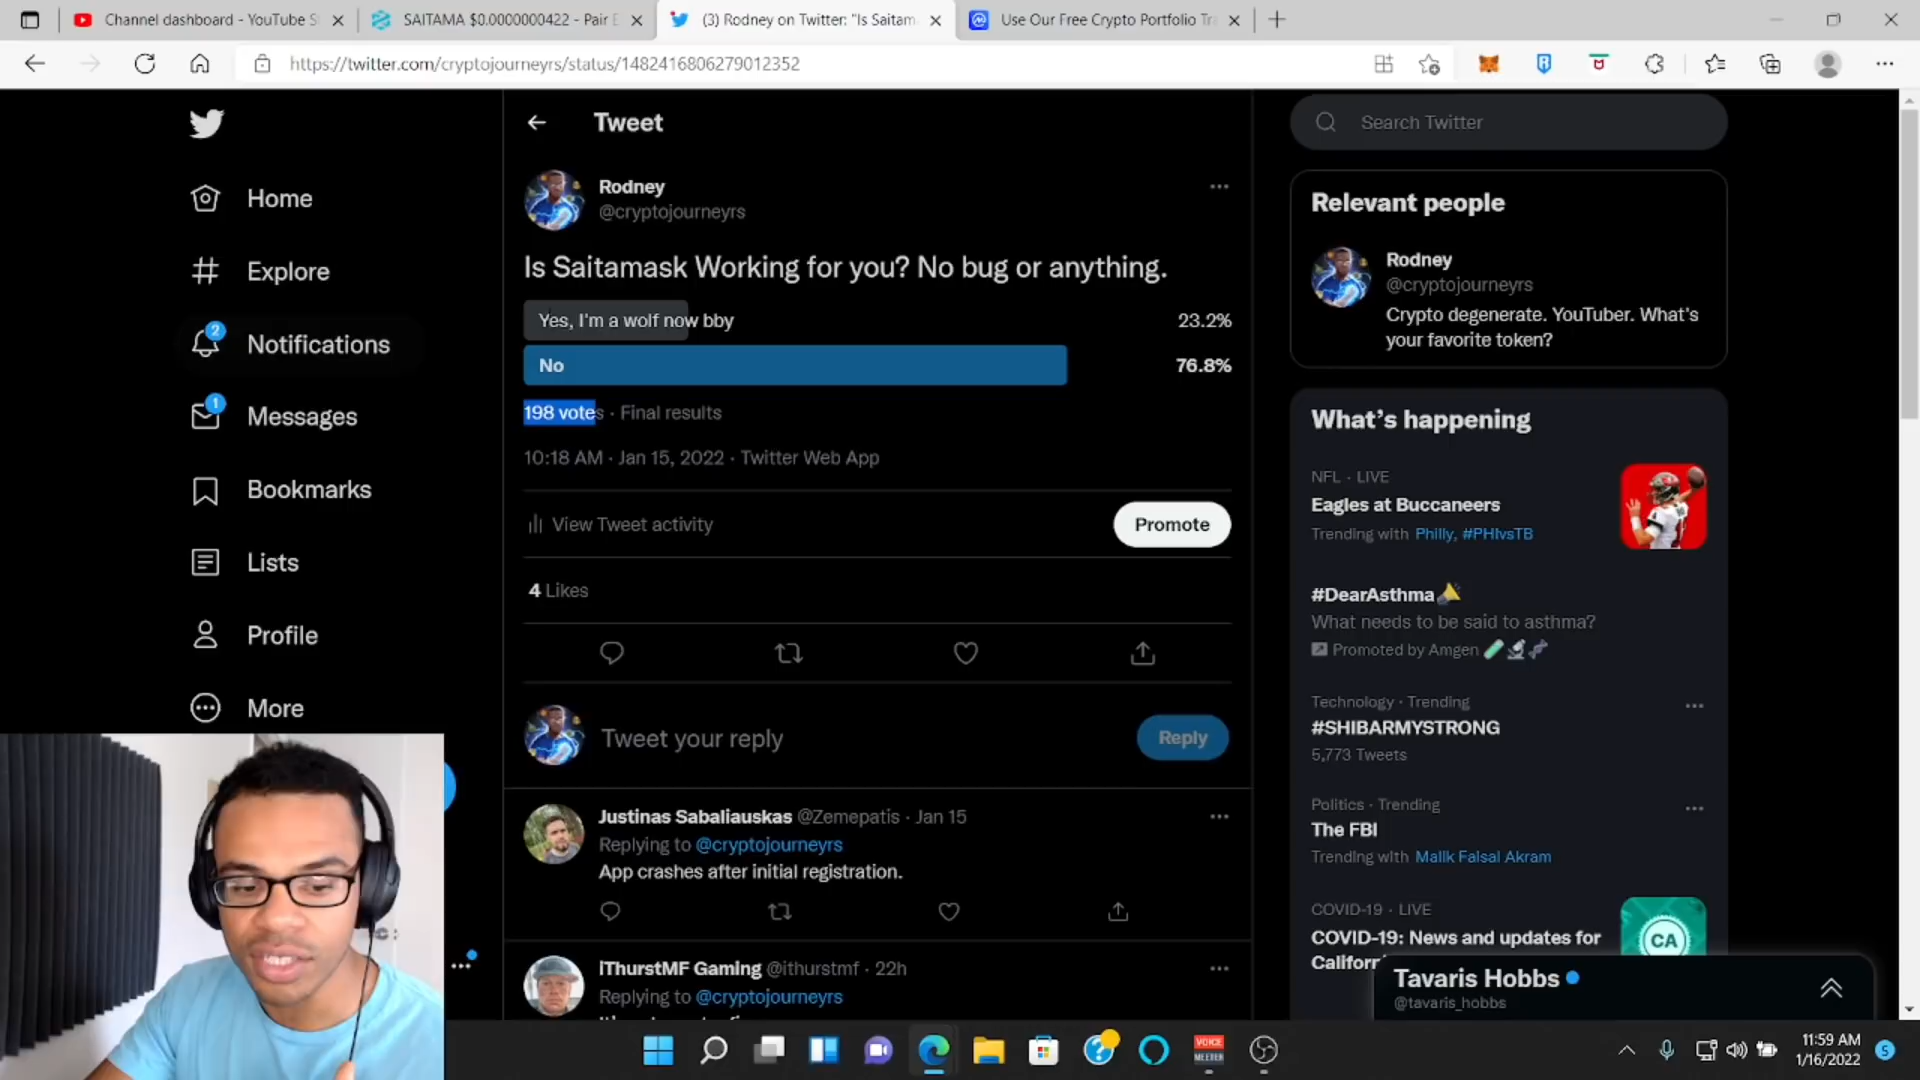 Channel dashboard - YouTube S
SAITAMA $0.0000000422 - Pair E
(3) Rodney on Twitter: "Is Saitam
Use Our Free Crypto Portfolio Tr
https://twitter.com/cryptojourneyrs/status/1482416806279012352
Home
Explore
2
Notifications
1
Messages
Bookmarks
Lists
Profile
More
Tweet
Rodney
@cryptojourneyrs
Is Saitamask Working for you? No bug or anything.
Yes, I'm a wolf now bby 23.2%
No 76.8%
198 votes · Final results
10:18 AM · Jan 15, 2022 · Twitter Web App
View Tweet activity
Promote
4 Likes
Tweet your reply
Reply
Justinas Sabaliauskas @Zemepatis · Jan 15
Replying to @cryptojourneyrs
App crashes after initial registration.
iThurstMF Gaming @ithurstmf · 22h
Replying to @cryptojourneyrs
Search Twitter
Relevant people
Rodney
@cryptojourneyrs
Crypto degenerate. YouTuber. What's
your favorite token?
What's happening
NFL · LIVE
Eagles at Buccaneers
Trending with Philly, #PHIvsTB
#DearAsthma
What needs to be said to asthma?
Promoted by Amgen
Technology · Trending
#SHIBARMYSTRONG
5,773 Tweets
Politics · Trending
The FBI
Trending with Malik Faisal Akram
COVID-19 · LIVE
COVID-19: News and updates for
Californ
CA
Tavaris Hobbs
@tavaris_hobbs
VOICE
MEETER
11:59 AM
1/16/2022
5